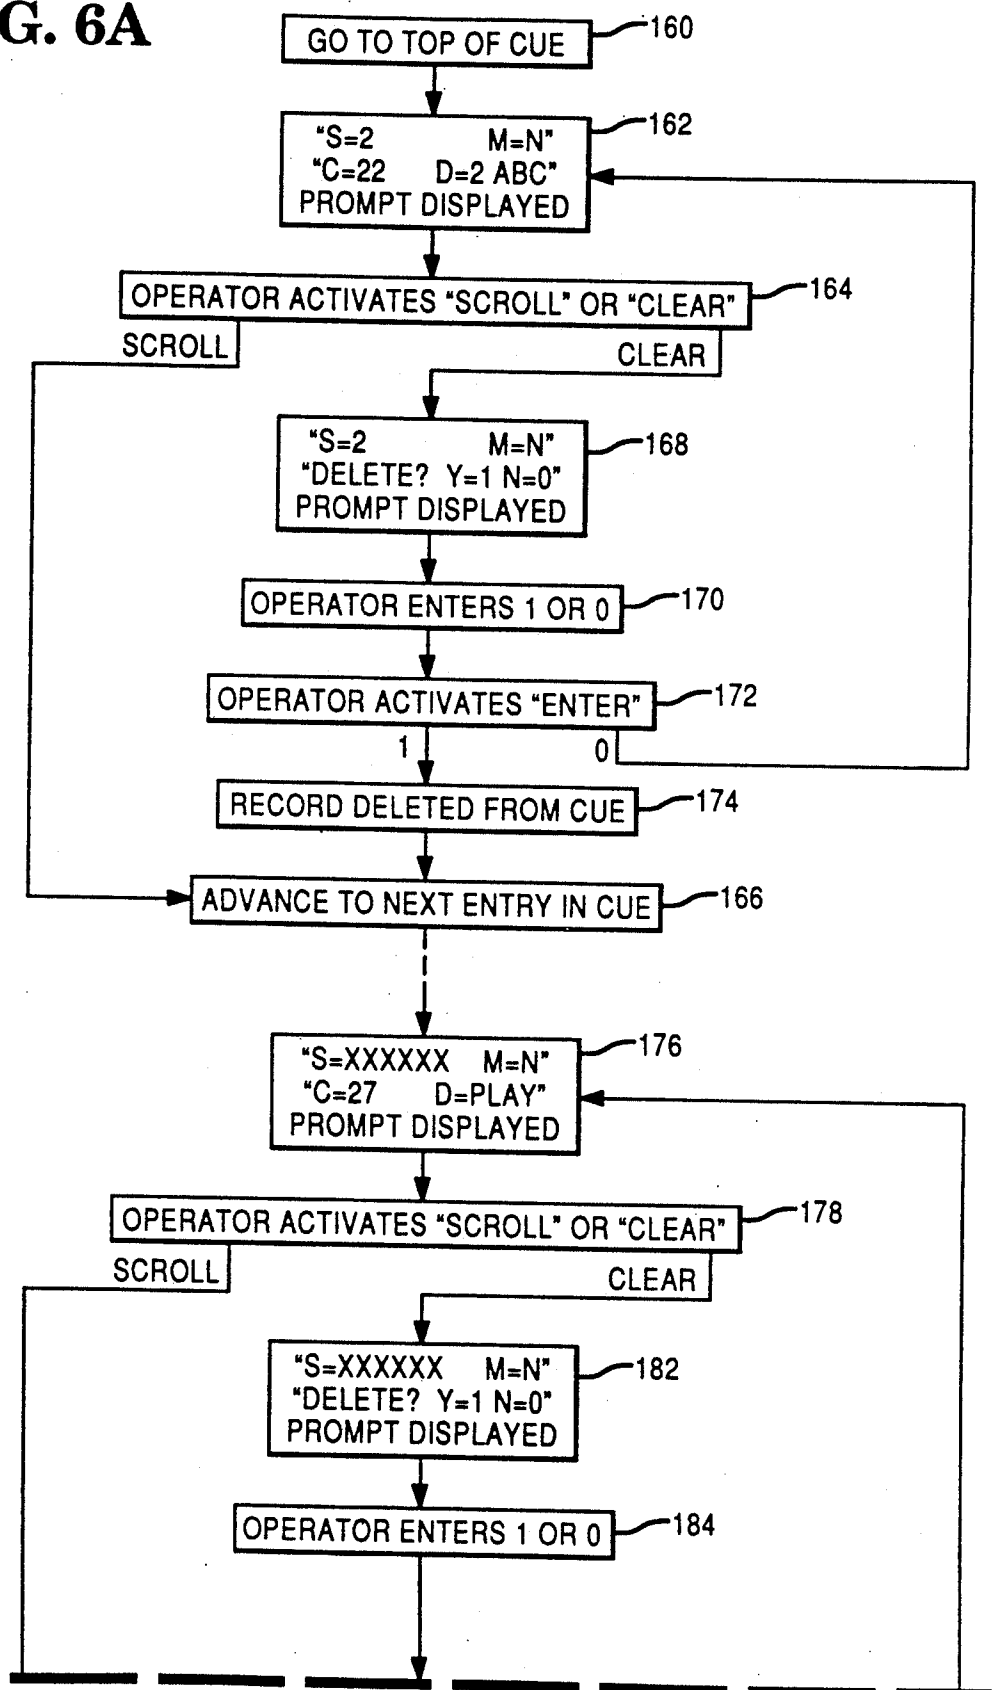 G. 6A
GO TO TOP OF CUE
160
"S=2 M=N"
"C=22 D=2 ABC"
PROMPT DISPLAYED
162
OPERATOR ACTIVATES "SCROLL" OR "CLEAR"
164
SCROLL
CLEAR
"S=2 M=N"
"DELETE? Y=1 N=0"
PROMPT DISPLAYED
168
OPERATOR ENTERS 1 OR 0
170
OPERATOR ACTIVATES "ENTER"
172
1
0
RECORD DELETED FROM CUE
174
ADVANCE TO NEXT ENTRY IN CUE
166
"S=XXXXXX M=N"
"C=27 D=PLAY"
PROMPT DISPLAYED
176
OPERATOR ACTIVATES "SCROLL" OR "CLEAR"
178
SCROLL
CLEAR
"S=XXXXXX M=N"
"DELETE? Y=1 N=0"
PROMPT DISPLAYED
182
OPERATOR ENTERS 1 OR 0
184